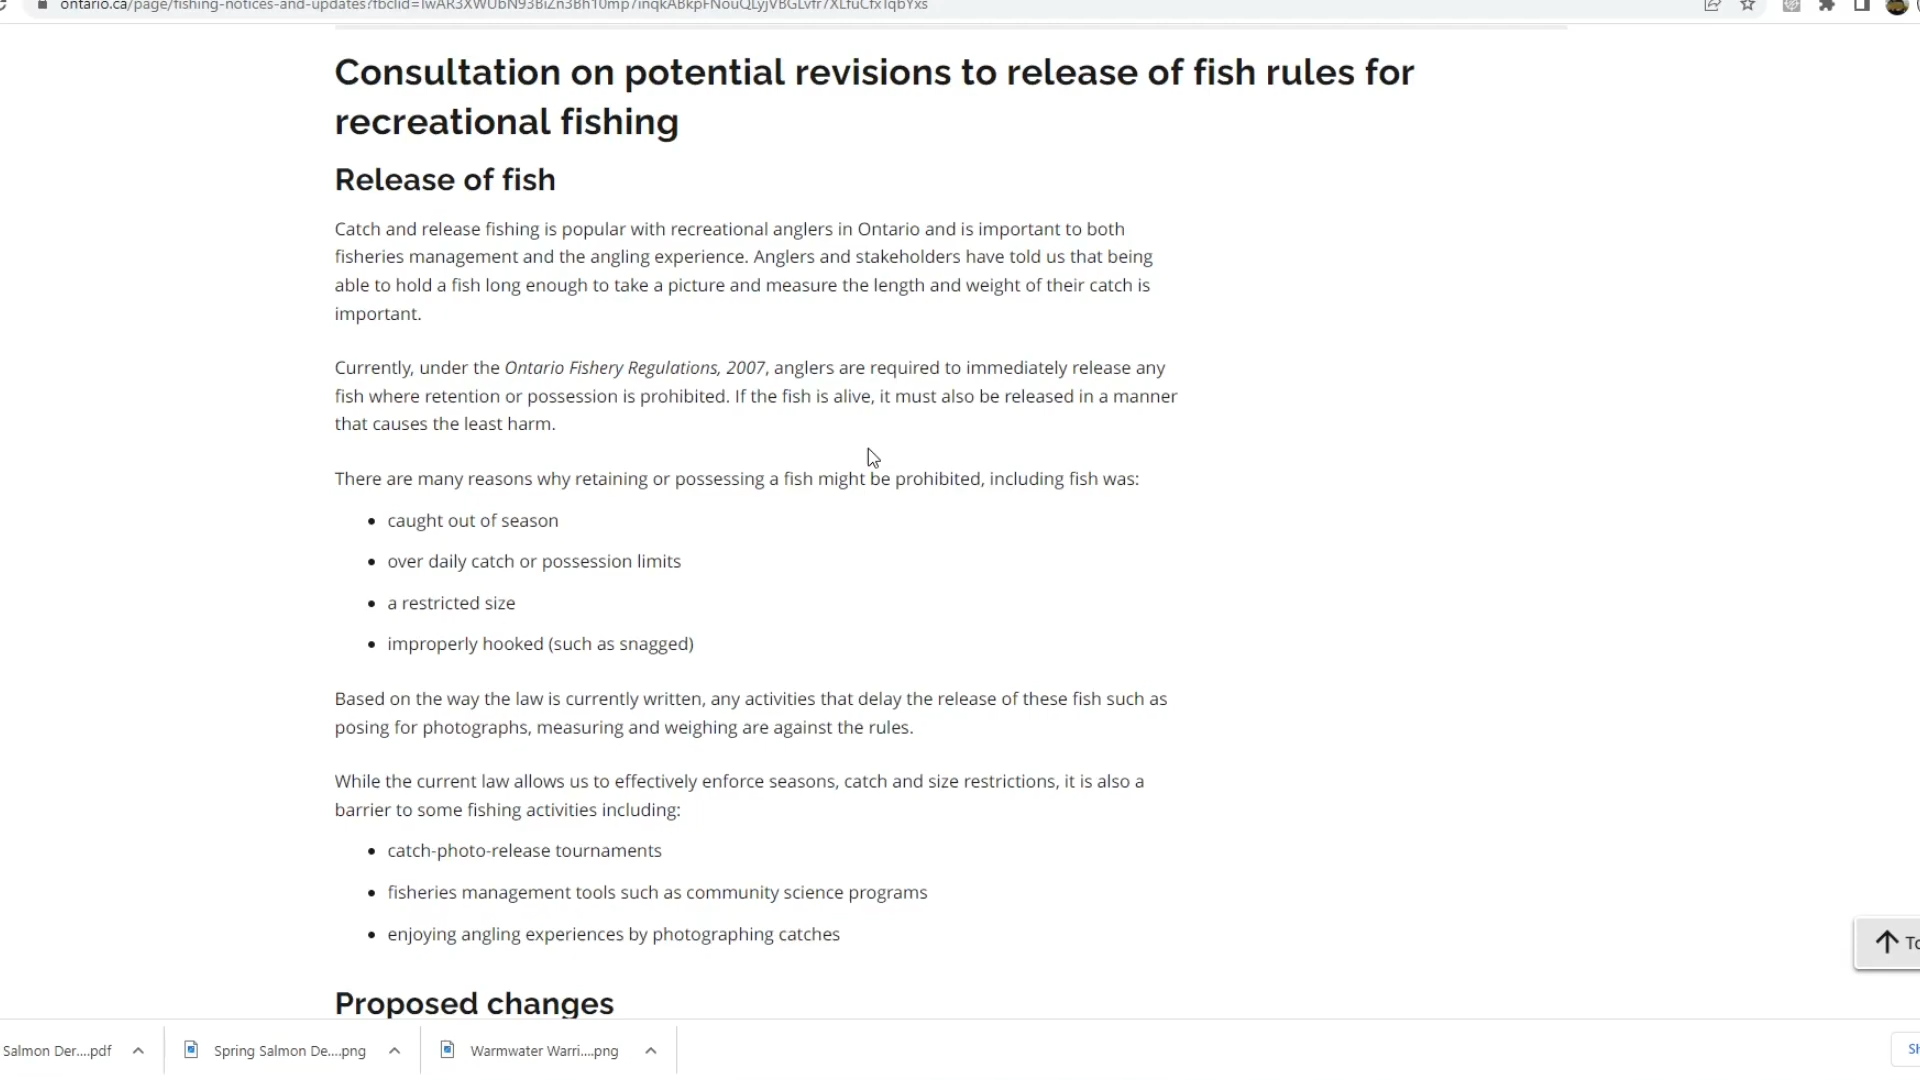 ontario.ca/page/fishing-notices-and-updates?fbclid=
Consultation on potential revisions to release of fish rules for
recreational fishing
Release of fish
Catch and release fishing is popular with recreational anglers in Ontario and is important to both
fisheries management and the angling experience. Anglers and stakeholders have told us that being
able to hold a fish long enough to take a picture and measure the length and weight of their catch is
important.
Currently, under the Ontario Fishery Regulations, 2007, anglers are required to immediately release any
fish where retention or possession is prohibited. If the fish is alive, it must also be released in a manner
that causes the least harm.
There are many reasons why retaining or possessing a fish might be prohibited, including fish was:
• caught out of season
• over daily catch or possession limits
• a restricted size
• improperly hooked (such as snagged)
Based on the way the law is currently written, any activities that delay the release of these fish such as
posing for photographs, measuring and weighing are against the rules.
While the current law allows us to effectively enforce seasons, catch and size restrictions, it is also a
barrier to some fishing activities including:
• catch-photo-release tournaments
• fisheries management tools such as community science programs
• enjoying angling experiences by photographing catches
To
Proposed changes
Salmon Der....pdf
Spring Salmon De....png
Warmwater Warri....png
Sh